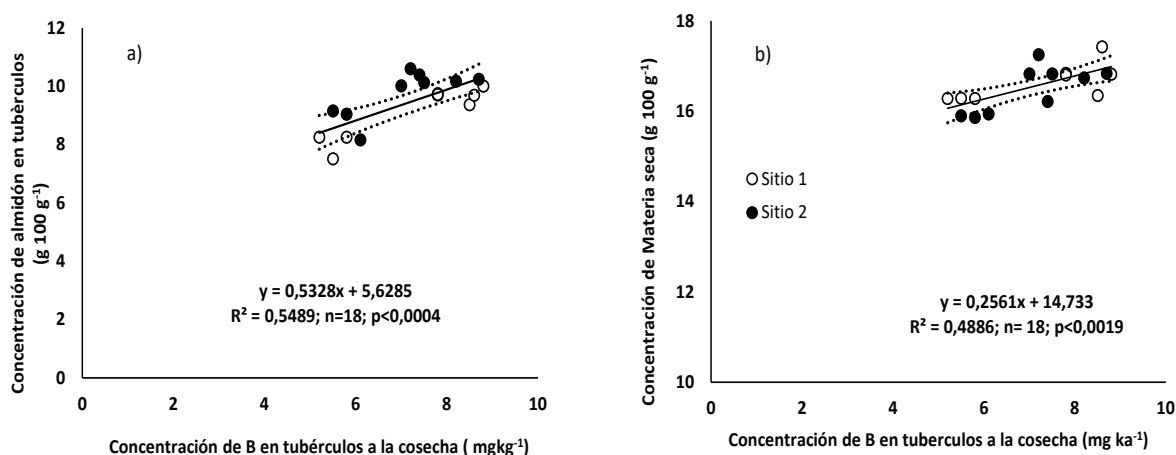 a)
Concentración de almidón en tubèrculos
(g 100 g⁻¹)
12
10
8
6
4
2
0
y = 0,5328x + 5,6285
R² = 0,5489; n=18; p<0,0004
0 2 4 6 8 10
Concentración de B en tubérculos a la cosecha ( mgkg⁻¹)
b)
Concentración de Materia seca (g 100 g⁻¹)
18
16
14
12
10
Sitio 1
Sitio 2
y = 0,2561x + 14,733
R² = 0,4886; n= 18; p<0,0019
0 2 4 6 8 10
Concentración de B en tuberculos a la cosecha (mg ka⁻¹)